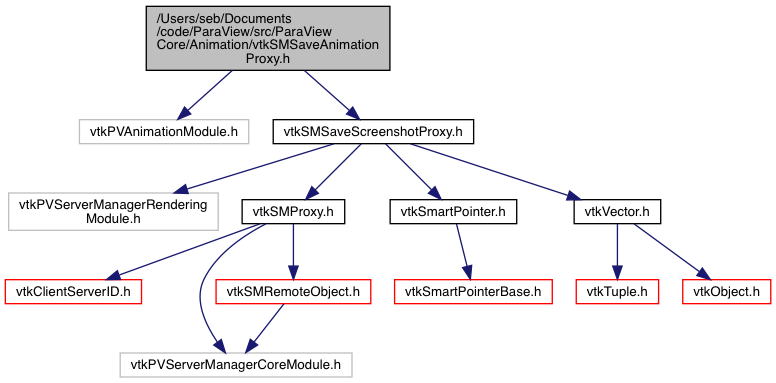 /Users/seb/Documents
/code/ParaView/src/ParaView
Core/Animation/vtkSMSaveAnimation
Proxy.h
vtkPVAnimationModule.h
vtkSMSaveScreenshotProxy.h
vtkPVServerManagerRendering
Module.h
vtkSMProxy.h
vtkSmartPointer.h
vtkVector.h
vtkClientServerID.h
vtkSMRemoteObject.h
vtkSmartPointerBase.h
vtkTuple.h
vtkObject.h
vtkPVServerManagerCoreModule.h